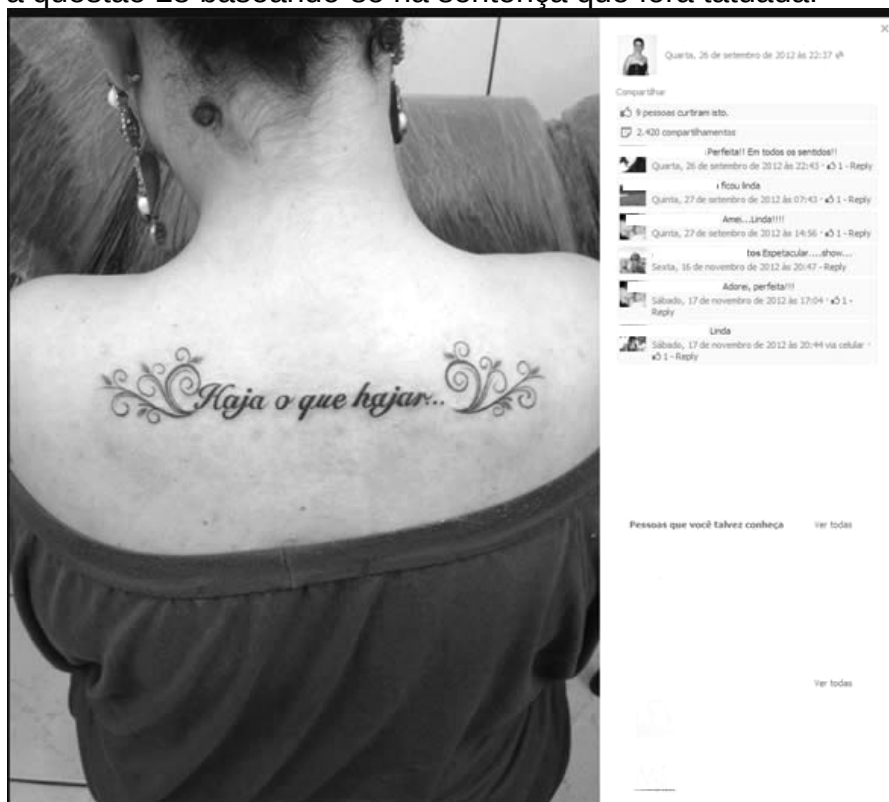 a questão 25 baseando-se na sentença que fora tatuada.
Haja o que hajar...
Quarta, 26 de setembro de 2012 às 22:37
Compartilhar
9 pessoas curtiram isto.
2.420 compartilhamentos
Perfeita!! Em todos os sentidos!!
Quarta, 26 de setembro de 2012 às 22:43 · 1 - Reply
ficou linda
Quinta, 27 de setembro de 2012 às 07:43 · 1 - Reply
Amei...Linda!!!!
Quinta, 27 de setembro de 2012 às 14:56 · 1 - Reply
tos Espetacular....show...
Sexta, 16 de novembro de 2012 às 20:47 - Reply
Adorei, perfeita!!!
Sábado, 17 de novembro de 2012 às 17:04 · 1 -
Reply
Linda
Sábado, 17 de novembro de 2012 às 20:44 via celular ·
1 - Reply
Pessoas que você talvez conheça Ver todas
Ver todas